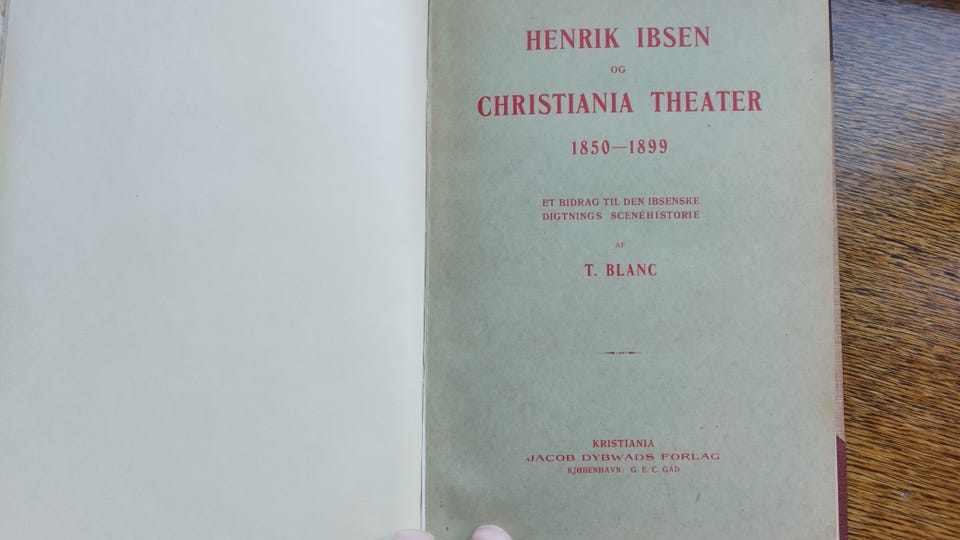 HENRIK IBSEN
OG
CHRISTIANIA THEATER
1850—1899
ET BIDRAG TIL DEN IBSENSKE
DIGTNINGS SCENEHISTORIE
AF
T. BLANC
KRISTIANIA
JACOB DYBWADS FORLAG
KJØBENHAVN: G. E. C. GAD